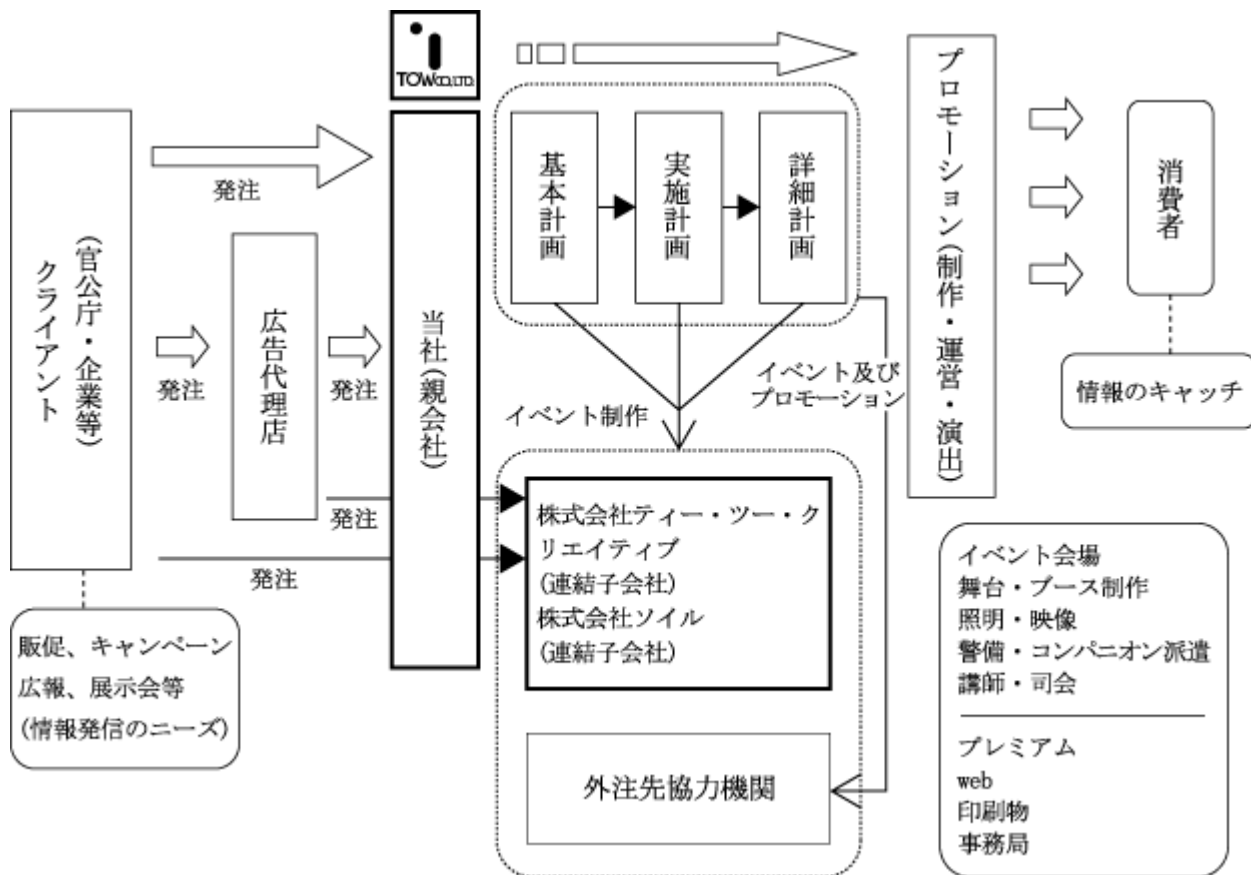 TOW CO.,LTD.
クライアント
(官公庁・企業等)
発注
発注
広告代理店
発注
発注
発注
当社(親会社)
基本計画
実施計画
詳細計画
イベント制作
イベント及び
プロモーション
株式会社ティー・ツー・ク
リエイティブ
(連結子会社)
株式会社ソイル
(連結子会社)
外注先協力機関
プロモーション(制作・運営・演出)
消費者
情報のキャッチ
販促、キャンペーン
広報、展示会等
(情報発信のニーズ)
イベント会場
舞台・ブース制作
照明・映像
警備・コンパニオン派遣
講師・司会
プレミアム
web
印刷物
事務局